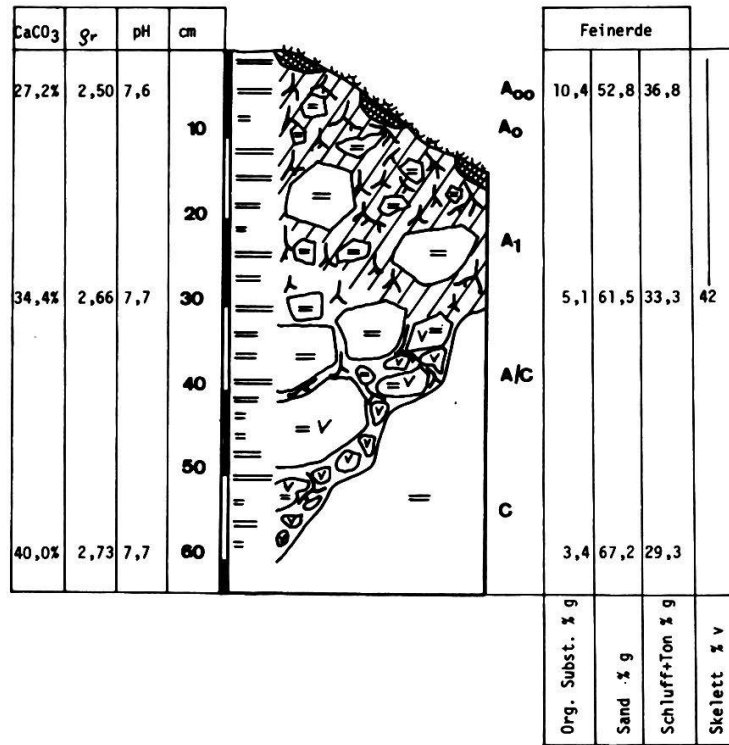 CaCO₃ ϱr pH cm Feinerde
27,2% 2,50 7,6 A₀₀ 10,4 52,8 36,8
10 A₀
20
A₁
34,4% 2,66 7,7 30 5,1 61,5 33,3 42
A/C
40
50
C
40,0% 2,73 7,7 60 3,4 67,2 29,3
Org. Subst. % g
Sand % g
Schluff+Ton % g
Skelett % v